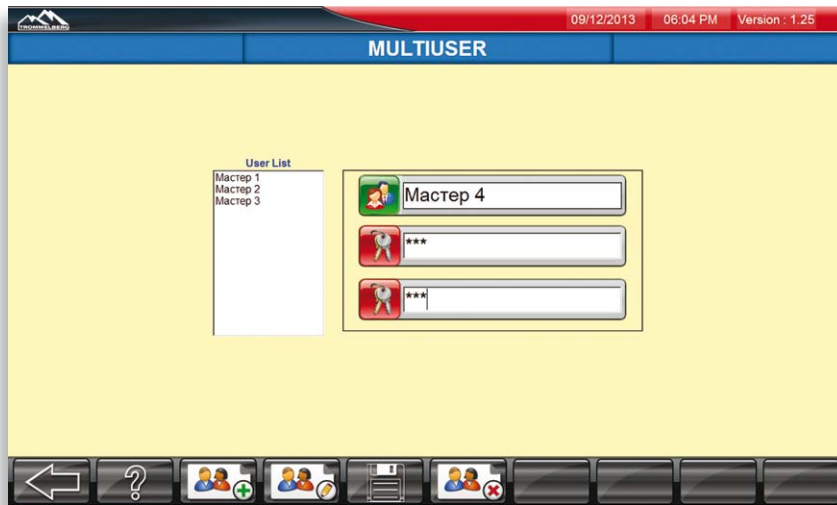 TROMMELBERG
09/12/2013 06:04 PM Version : 1.25
MULTIUSER
User List
Мастер 1
Мастер 2
Мастер 3
Мастер 4
***
***